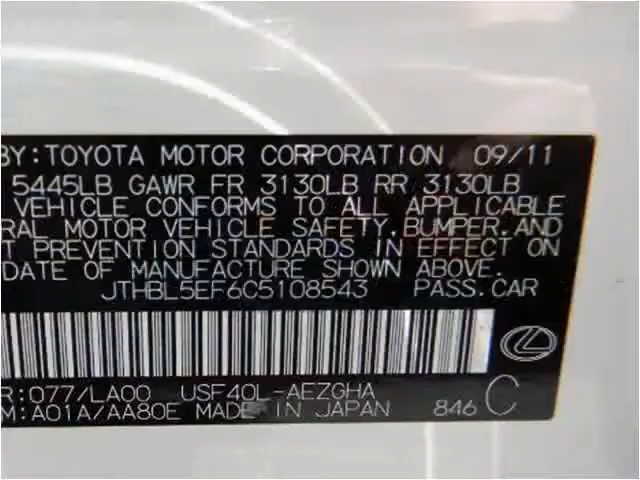 BY:TOYOTA MOTOR CORPORATION 09/11
5445LB GAWR FR 3130LB RR 3130LB
VEHICLE CONFORMS TO ALL APPLICABLE
RAL MOTOR VEHICLE SAFETY,BUMPER,AND
T PREVENTION STANDARDS IN EFFECT ON
DATE OF MANUFACTURE SHOWN ABOVE.
JTHBL5EF6C5108543 PASS.CAR
R:077/LA00 USF40L-AEZGHA
M:A01A/AA80E MADE IN JAPAN 846 C